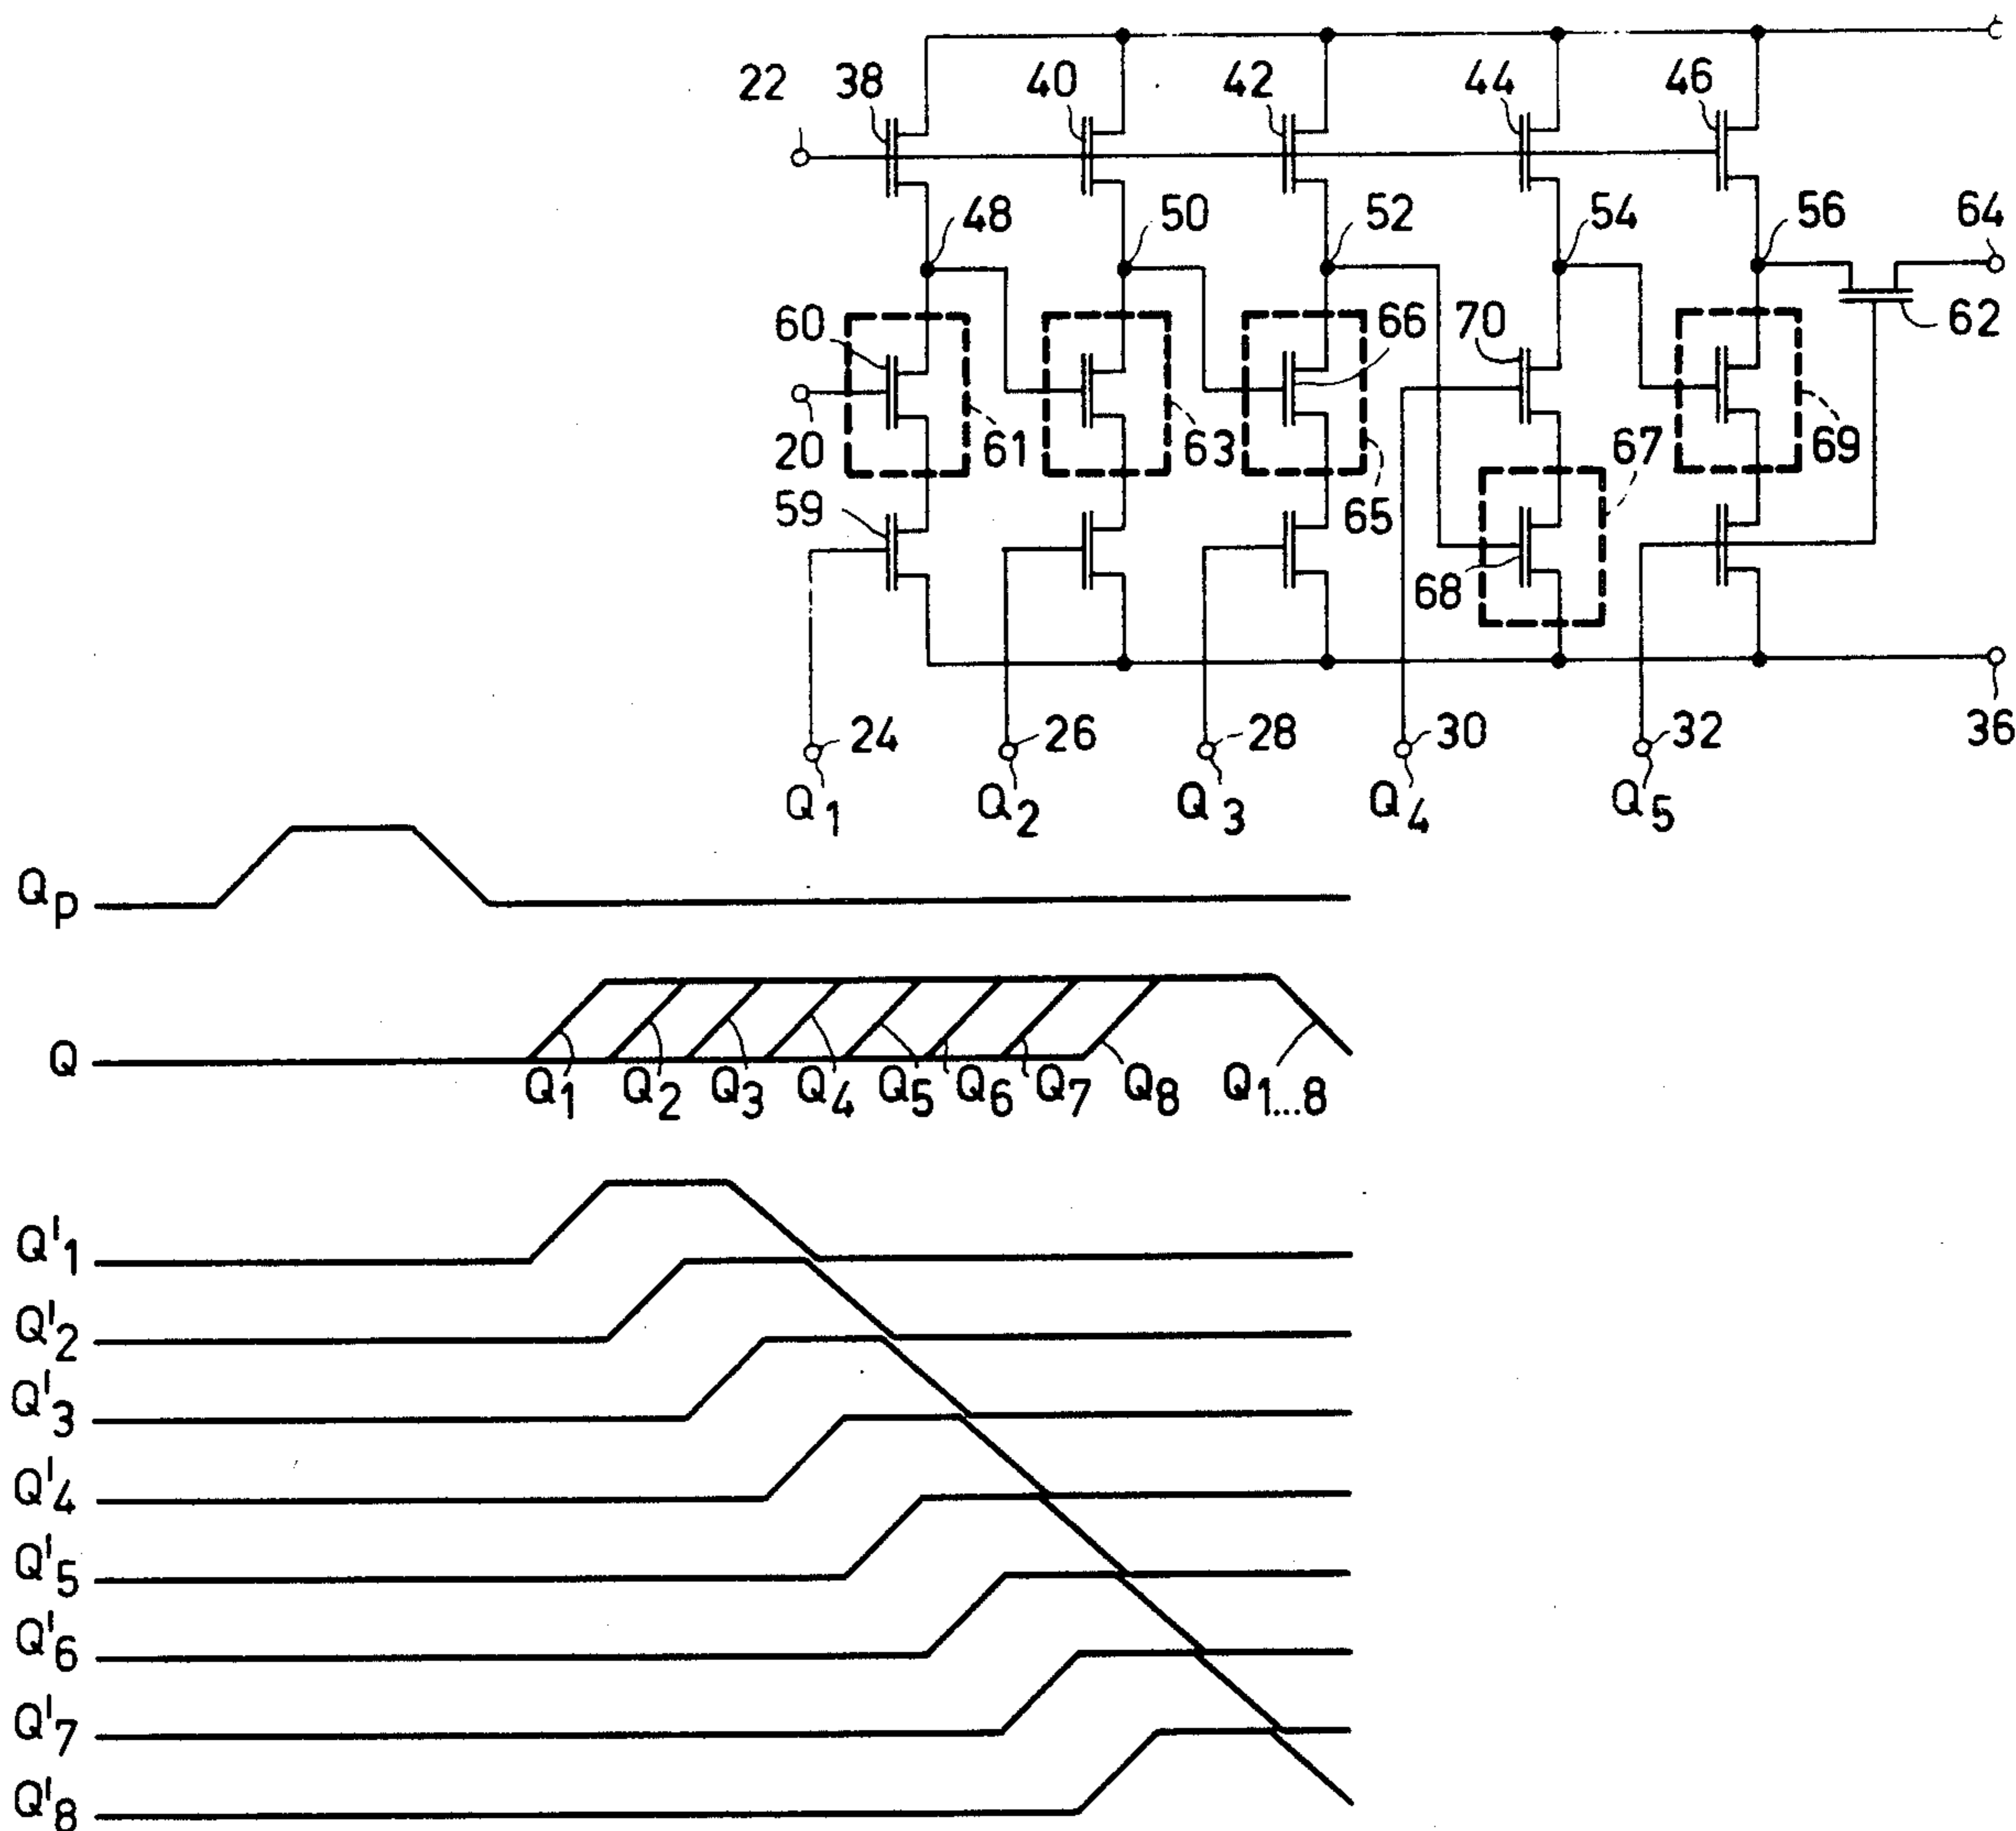 22 38 40 42 44 46
48 50 52 54 56 64
60 66 70 62
20 61 63 67 69
59 65
68
24 26 28 30 32 36
Q1 Q2 Q3 Q4 Q5
Qp
Q
Q1 Q2 Q3 Q4 Q5 Q6 Q7 Q8 Q1...8
Q'1
Q'2
Q'3
Q'4
Q'5
Q'6
Q'7
Q'8